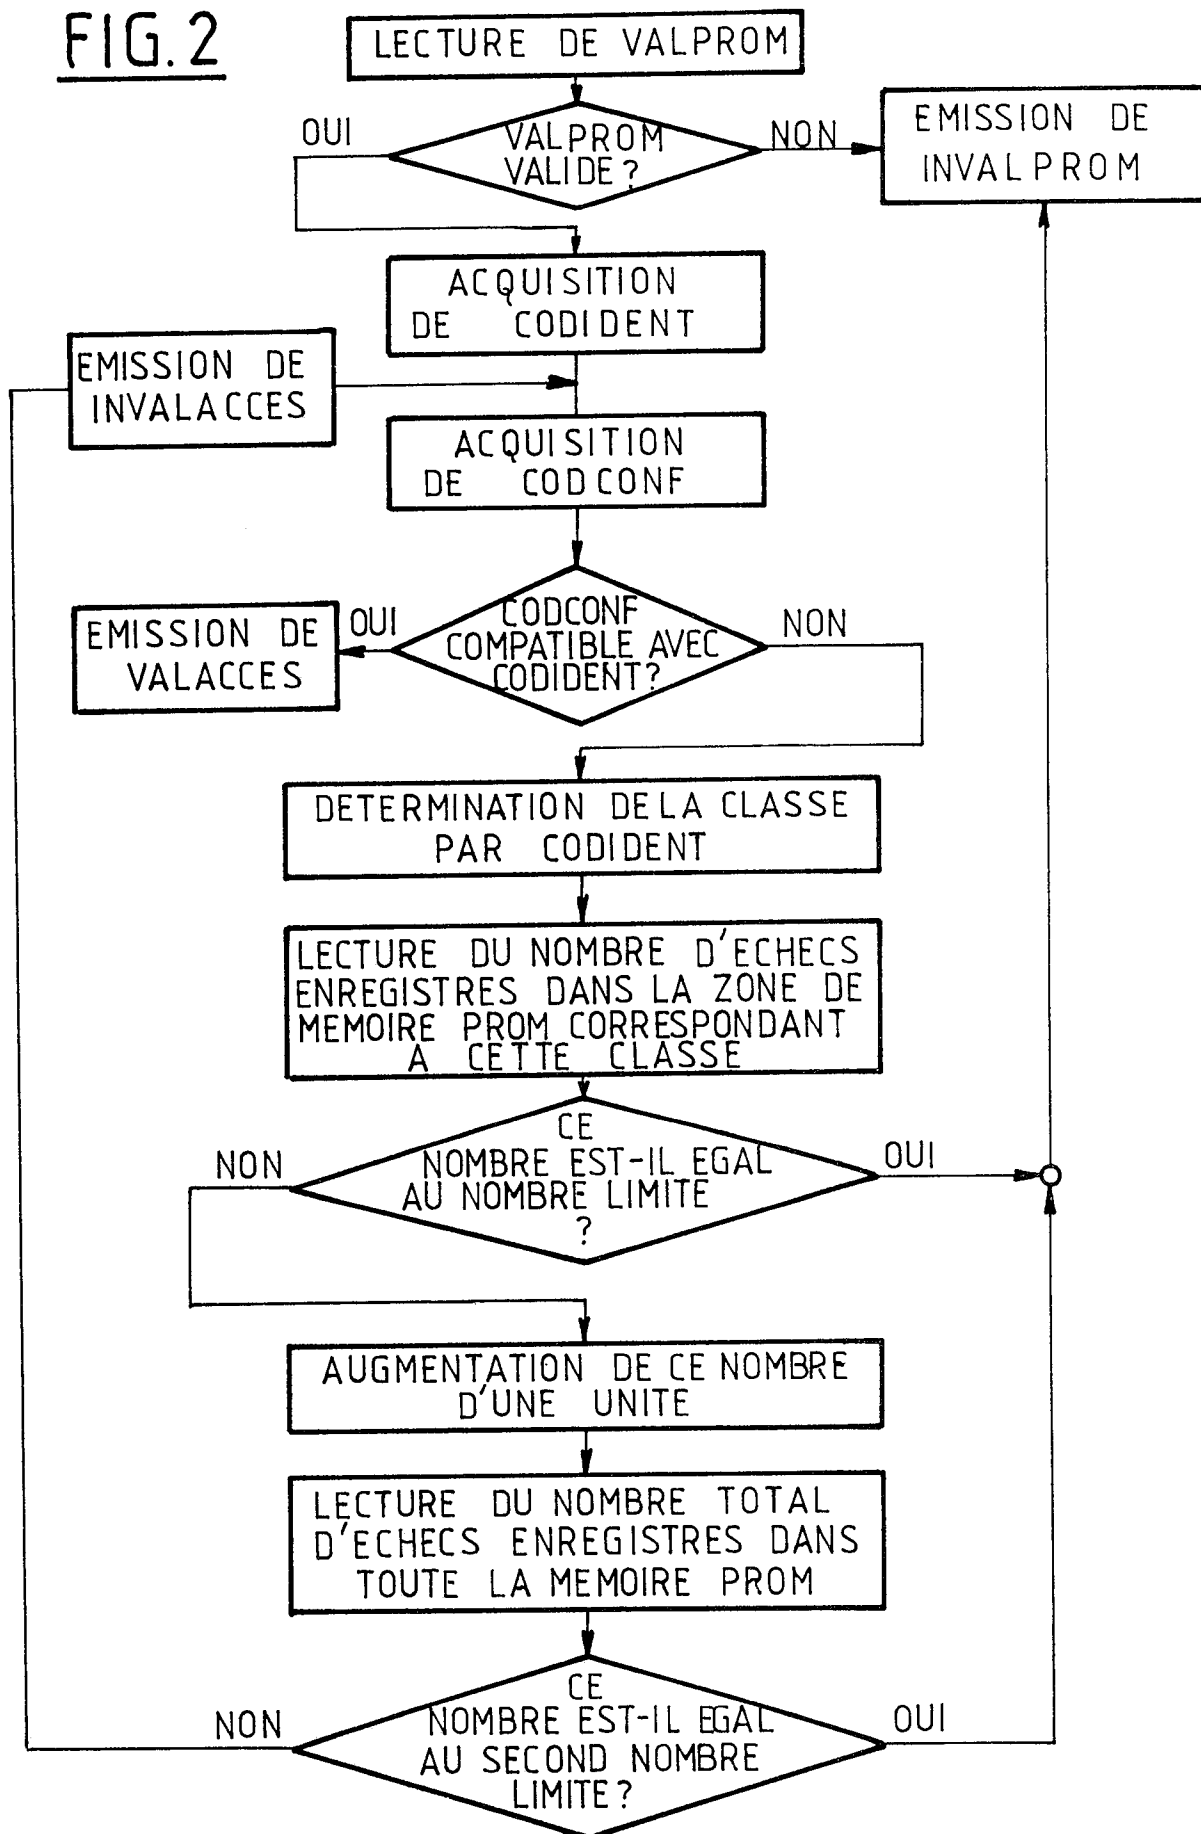 FIG. 2
LECTURE DE VALPROM
OUI
VALPROM
VALIDE ?
NON
EMISSION DE
INVALPROM
ACQUISITION
DE CODIDENT
EMISSION DE
INVALACCES
ACQUISITION
DE CODCONF
EMISSION DE
VALACCES
OUI
CODCONF
COMPATIBLE AVEC
CODIDENT?
NON
DETERMINATION DE LA CLASSE
PAR CODIDENT
LECTURE DU NOMBRE D'ECHECS
ENREGISTRES DANS LA ZONE DE
MEMOIRE PROM CORRESPONDANT
A CETTE CLASSE
NON
CE
NOMBRE EST-IL EGAL
AU NOMBRE LIMITE
?
OUI
AUGMENTATION DE CE NOMBRE
D'UNE UNITE
LECTURE DU NOMBRE TOTAL
D'ECHECS ENREGISTRES DANS
TOUTE LA MEMOIRE PROM
NON
CE
NOMBRE EST-IL EGAL
AU SECOND NOMBRE
LIMITE ?
OUI